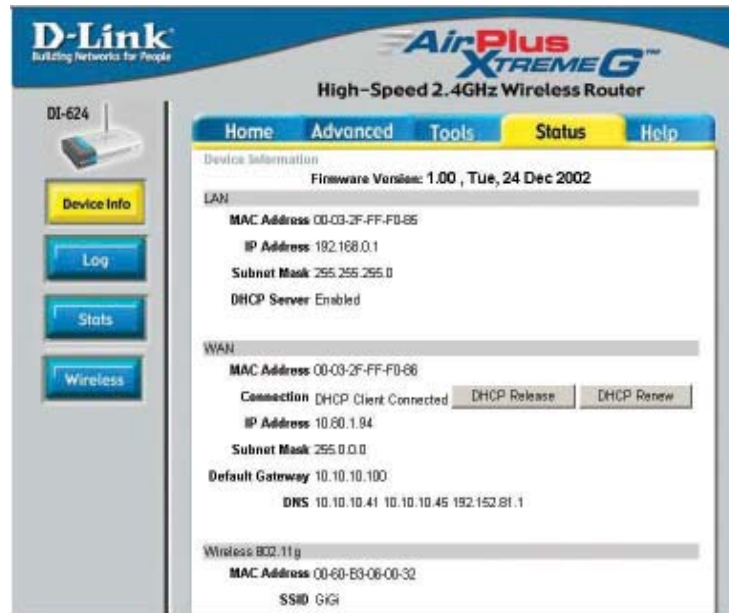 D-Link
Building Networks for People
AirPlus
XTREME G™
High-Speed 2.4GHz Wireless Router
DI-624
Home Advanced Tools Status Help
Device Info
Log
Stats
Wireless
Device Information
Firmware Version: 1.00 , Tue, 24 Dec 2002
LAN
MAC Address 00-03-2F-FF-F0-85
IP Address 192.168.0.1
Subnet Mask 255.255.255.0
DHCP Server Enabled
WAN
MAC Address 00-03-2F-FF-F0-86
Connection DHCP Client Connected DHCP Release DHCP Renew
IP Address 10.80.1.94
Subnet Mask 255.0.0.0
Default Gateway 10.10.10.100
DNS 10.10.10.41 10.10.10.45 192.152.81.1
Wireless 802.11g
MAC Address 00-60-B3-06-00-32
SSID GiGi